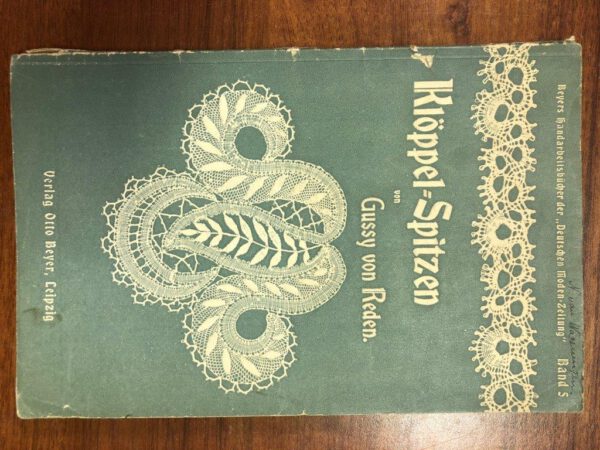 Beyers Handarbeitsbücher der „Deutschen Moden-Zeitung" Band 5
Klöppel=Spitzen
von
Gussy von Reden.
Verlag Otto Beyer, Leipzig